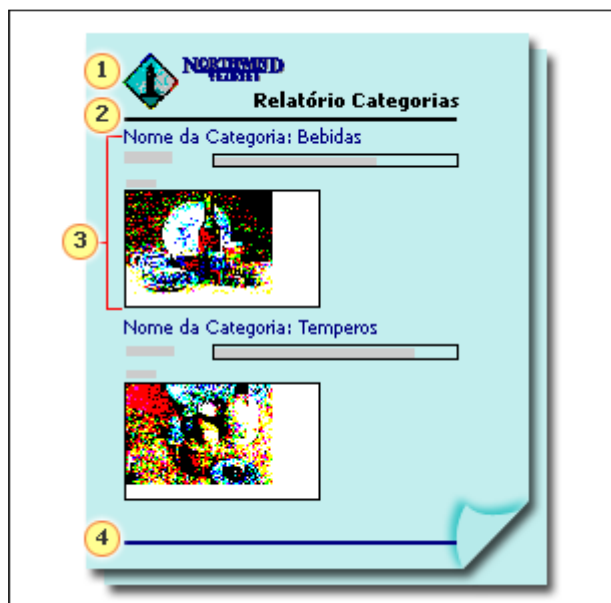 1
NORTHWIND
Relatório Categorias
2
Nome da Categoria: Bebidas
3
Nome da Categoria: Temperos
4